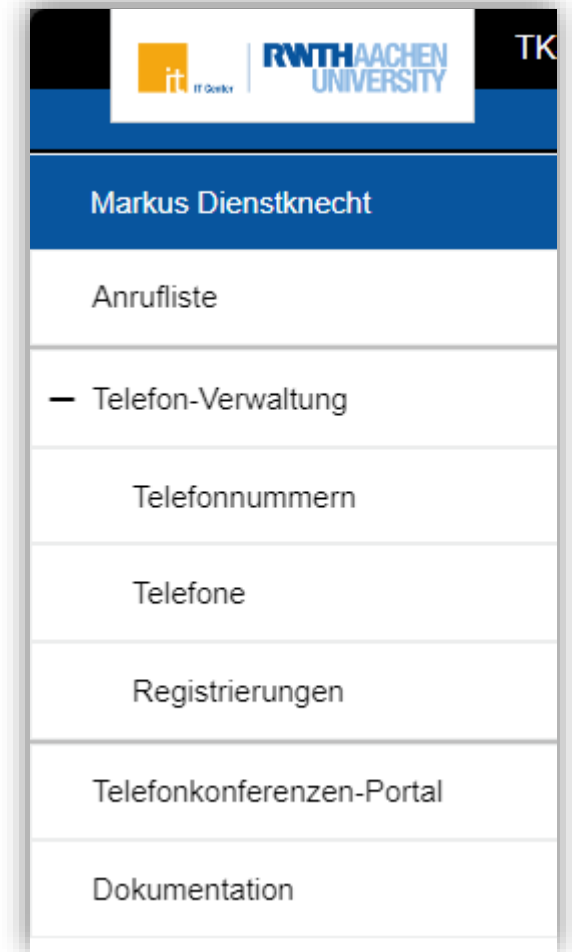 it IT Center
RWTHAACHEN
UNIVERSITY
TK
Markus Dienstknecht
Anrufliste
Telefon-Verwaltung
Telefonnummern
Telefone
Registrierungen
Telefonkonferenzen-Portal
Dokumentation